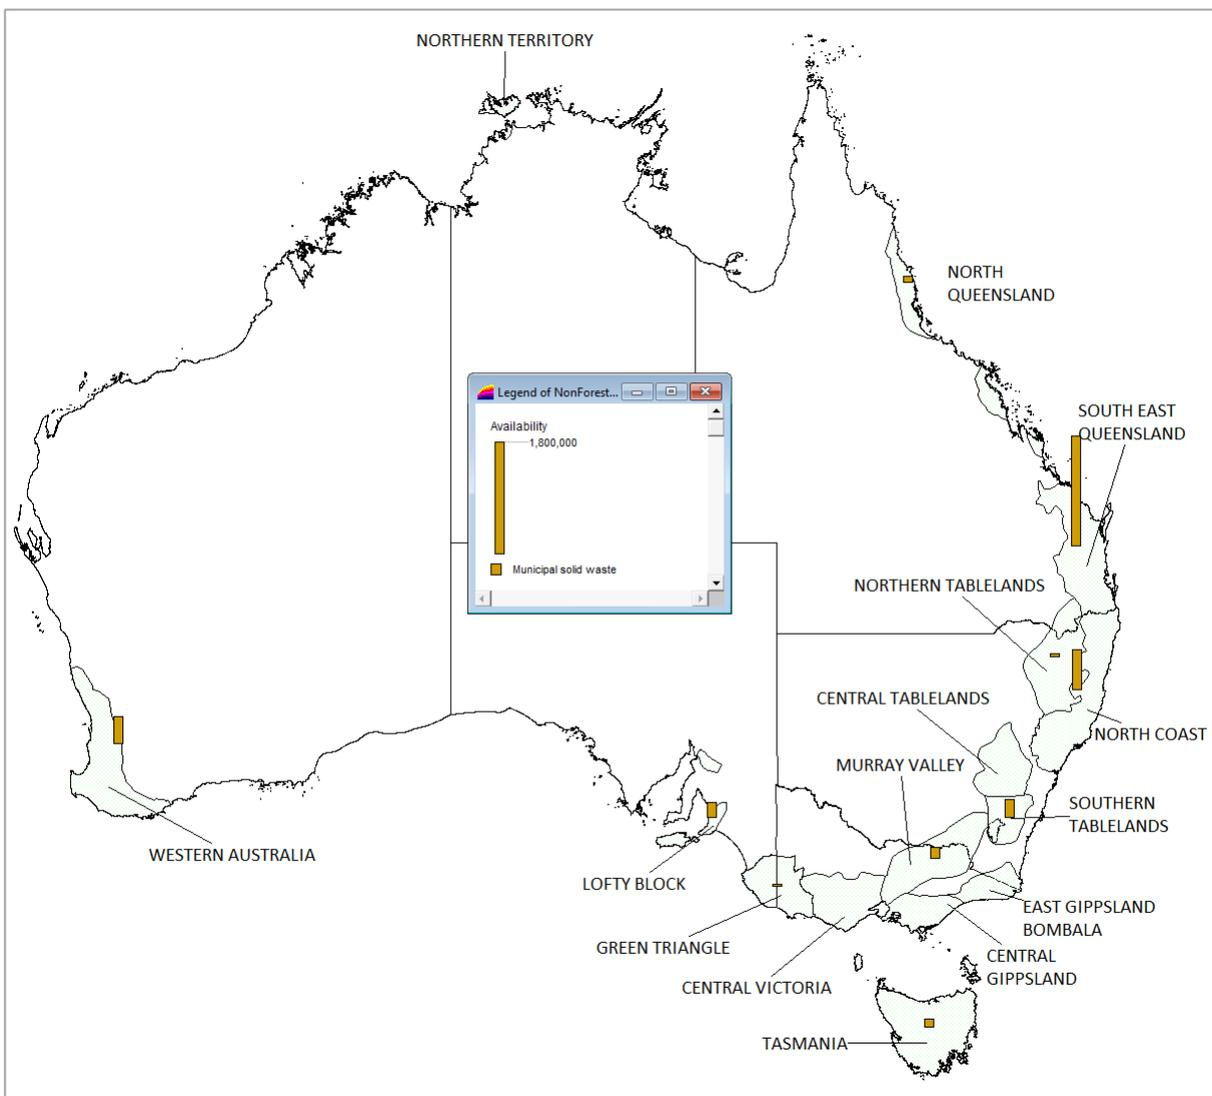 NORTHERN TERRITORY
NORTH
QUEENSLAND
Legend of NonForest...
Availability
1,800,000
Municipal solid waste
SOUTH EAST
QUEENSLAND
NORTHERN TABLELANDS
CENTRAL TABLELANDS
NORTH COAST
MURRAY VALLEY
SOUTHERN
TABLELANDS
WESTERN AUSTRALIA
LOFTY BLOCK
EAST GIPPSLAND
BOMBALA
GREEN TRIANGLE
CENTRAL
GIPPSLAND
CENTRAL VICTORIA
TASMANIA